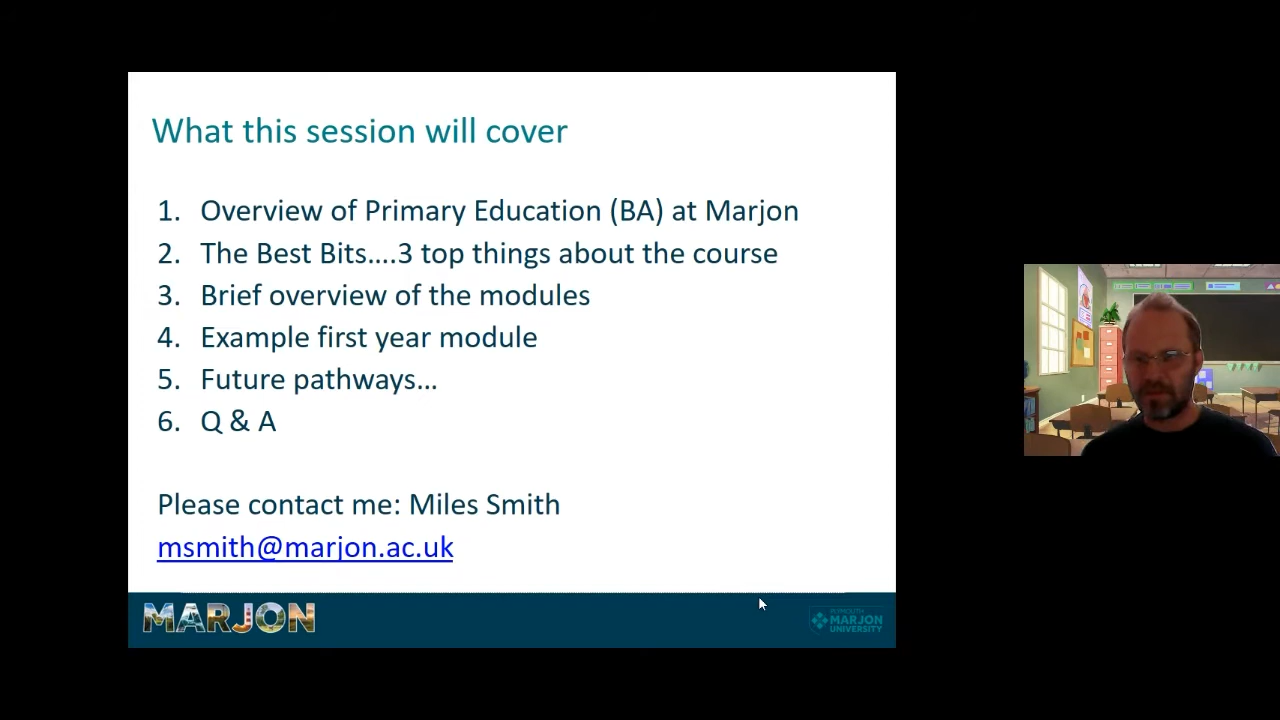 What this session will cover
1. Overview of Primary Education (BA) at Marjon
2. The Best Bits....3 top things about the course
3. Brief overview of the modules
4. Example first year module
5. Future pathways...
6. Q & A
Please contact me: Miles Smith
msmith@marjon.ac.uk
MARJON
PLYMOUTH
MARJON
UNIVERSITY